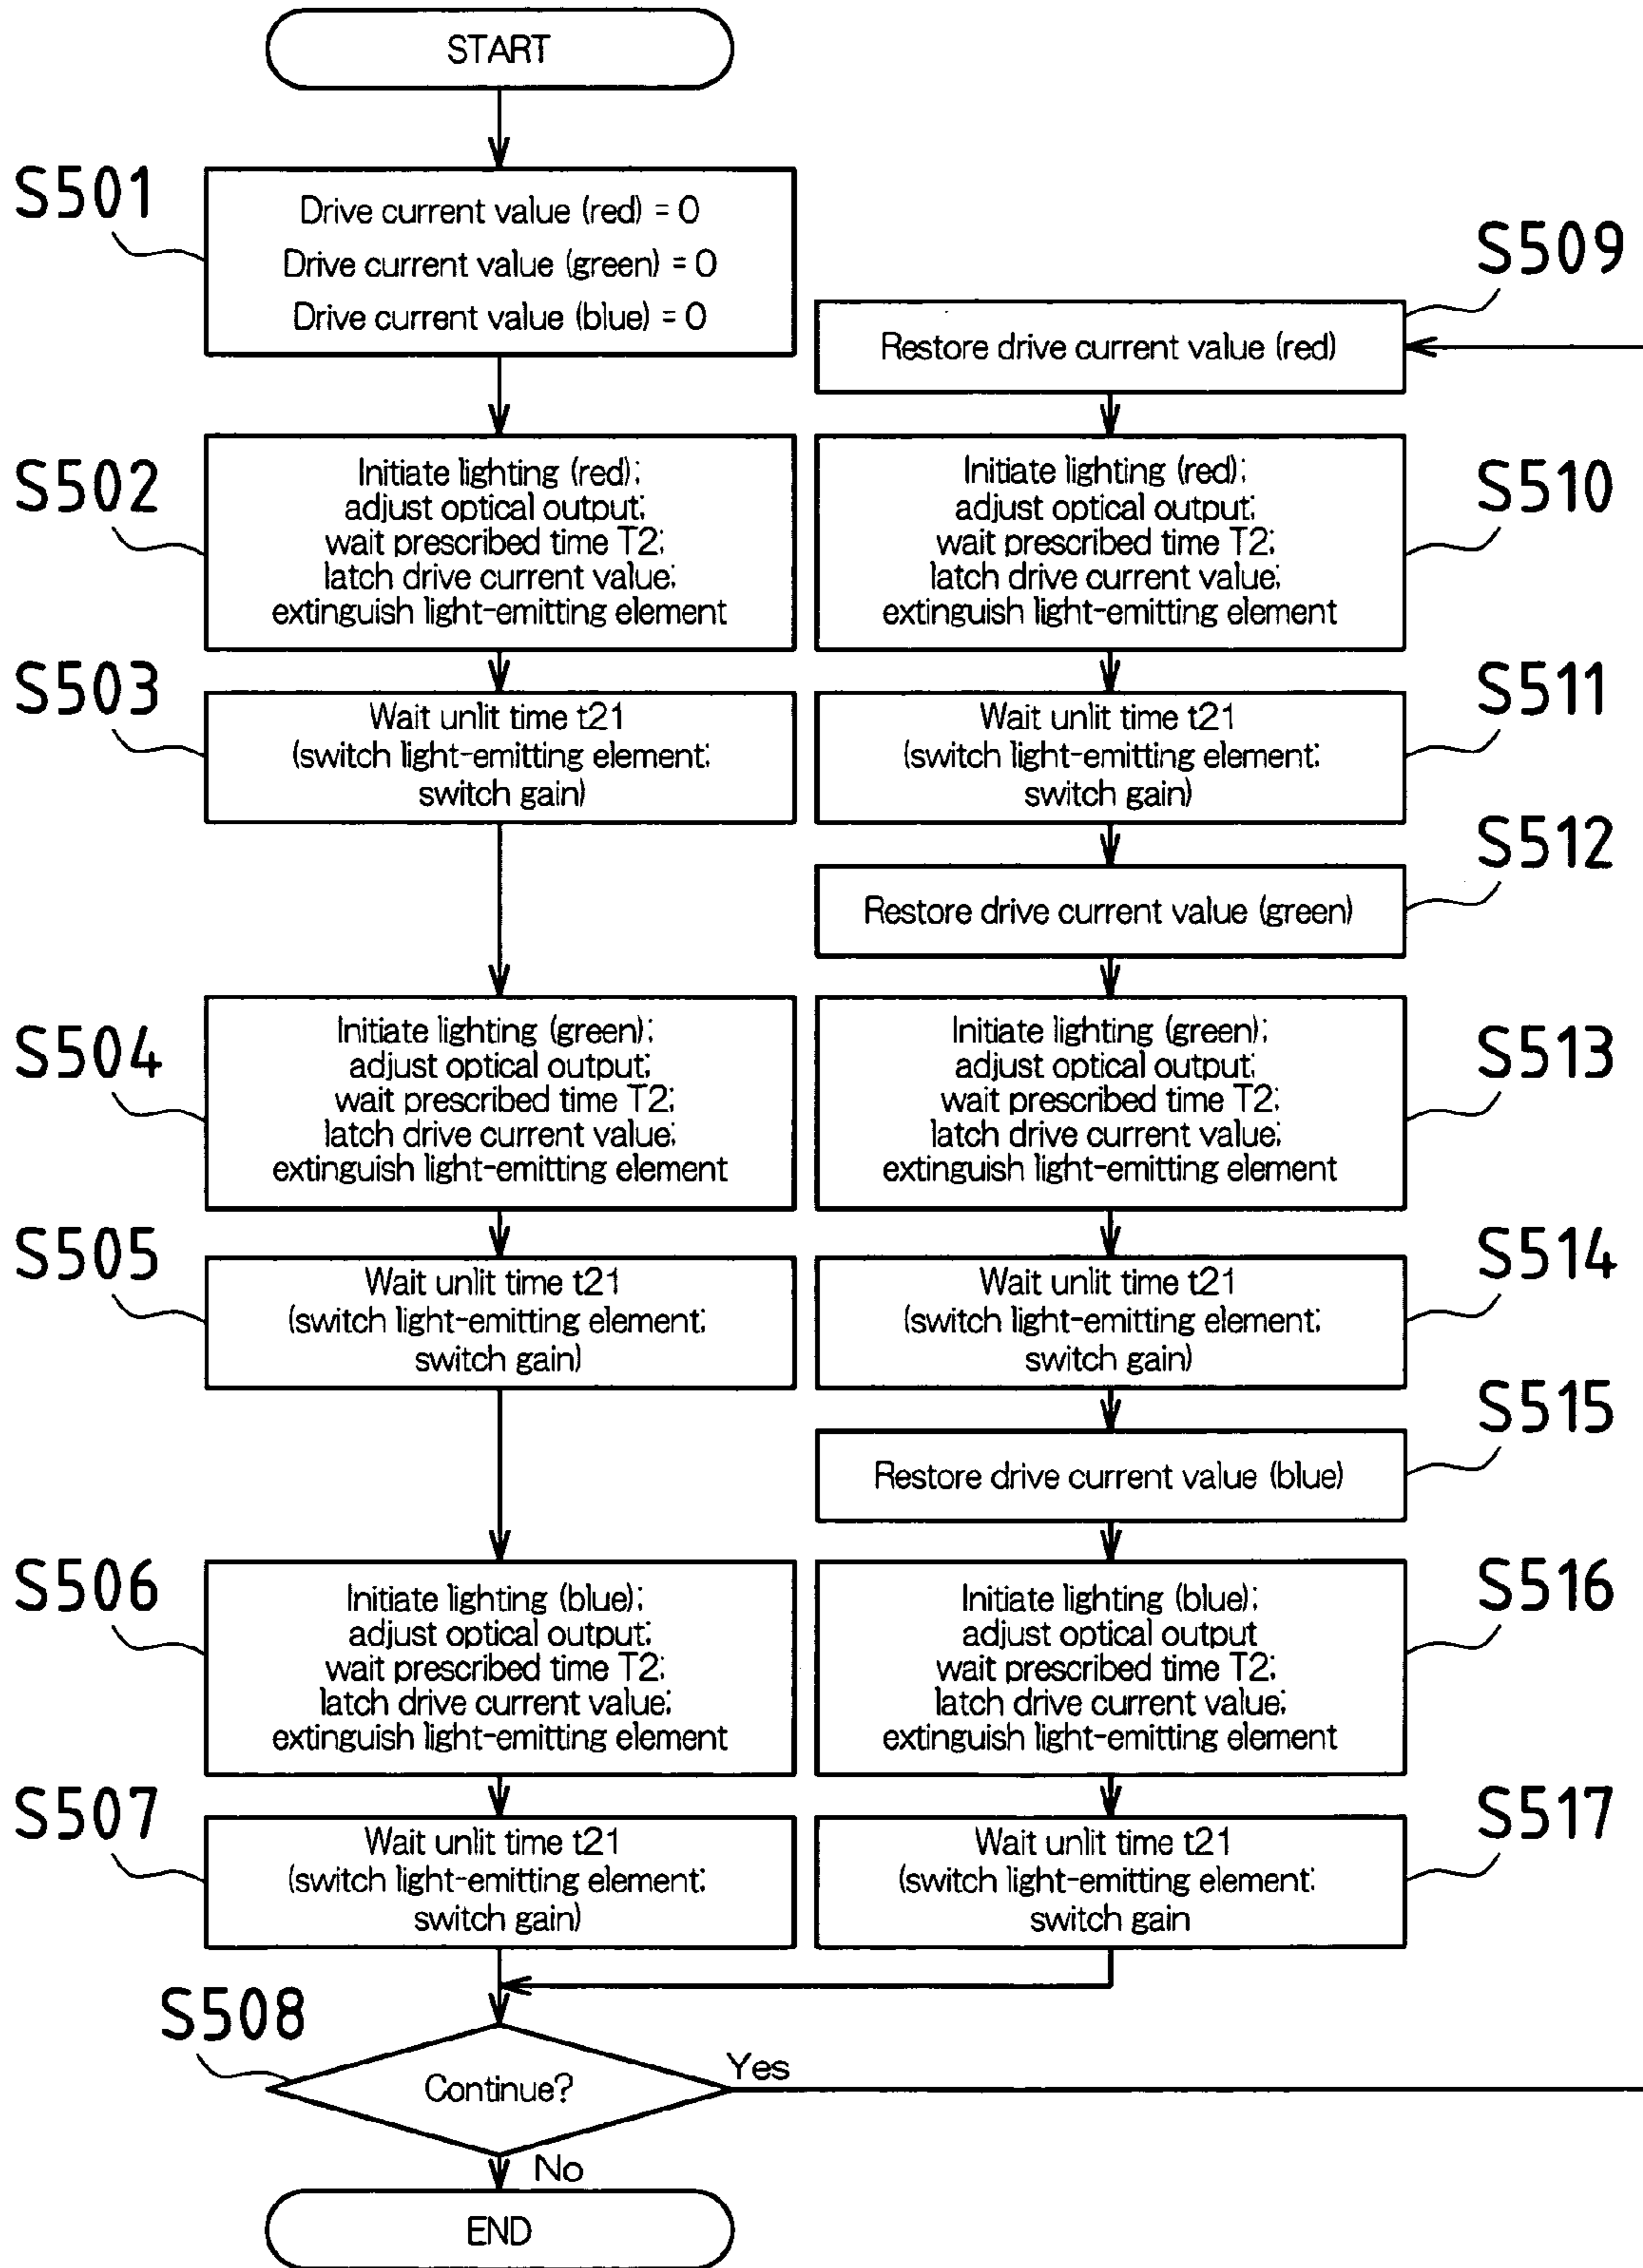 START
S501
Drive current value (red) = 0
Drive current value (green) = 0
Drive current value (blue) = 0
S502
Initiate lighting (red);
adjust optical output;
wait prescribed time T2;
latch drive current value;
extinguish light-emitting element
S503
Wait unlit time t21
(switch light-emitting element;
switch gain)
S504
Initiate lighting (green);
adjust optical output;
wait prescribed time T2;
latch drive current value;
extinguish light-emitting element
S505
Wait unlit time t21
(switch light-emitting element;
switch gain)
S506
Initiate lighting (blue);
adjust optical output;
wait prescribed time T2;
latch drive current value;
extinguish light-emitting element
S507
Wait unlit time t21
(switch light-emitting element;
switch gain)
S508
Continue?
Yes
No
END
S509
Restore drive current value (red)
S510
Initiate lighting (red);
adjust optical output;
wait prescribed time T2;
latch drive current value;
extinguish light-emitting element
S511
Wait unlit time t21
(switch light-emitting element;
switch gain)
S512
Restore drive current value (green)
S513
Initiate lighting (green);
adjust optical output;
wait prescribed time T2;
latch drive current value;
extinguish light-emitting element
S514
Wait unlit time t21
(switch light-emitting element;
switch gain)
S515
Restore drive current value (blue)
S516
Initiate lighting (blue);
adjust optical output
wait prescribed time T2;
latch drive current value;
extinguish light-emitting element
S517
Wait unlit time t21
(switch light-emitting element;
switch gain